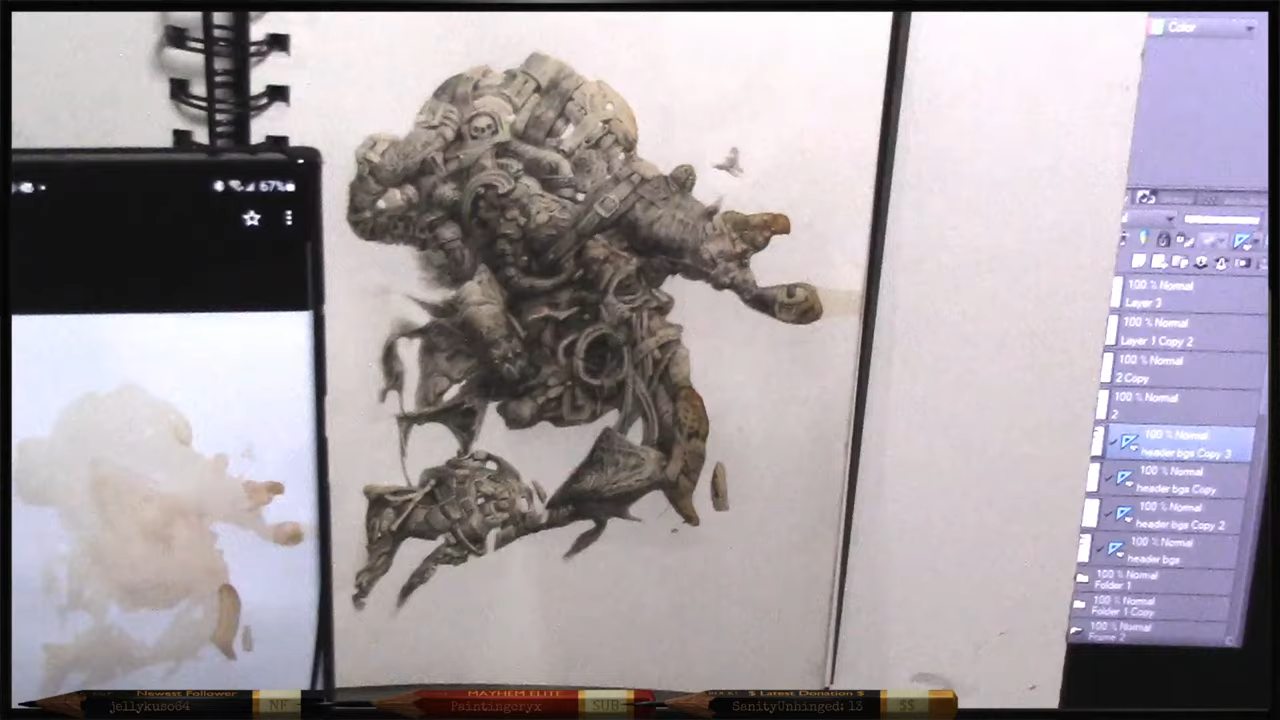 Color
67%
100 % Normal
Layer 3
100 % Normal
Layer 1 Copy 2
100 % Normal
2 Copy
100 % Normal
2
100 % Normal
header bgs Copy 3
100 % Normal
header bgs Copy
100 % Normal
header bgs Copy 2
100 % Normal
header bgs
100 % Normal
Folder 1
100 % Normal
Folder 1 Copy
100 % Normal
Frame 2
Newest Follower
jellykuso64
NF
MAYHEM ELITE
Paintingcryx
SUB
$ Latest Donation $
SanityUnhinged: 13
$$